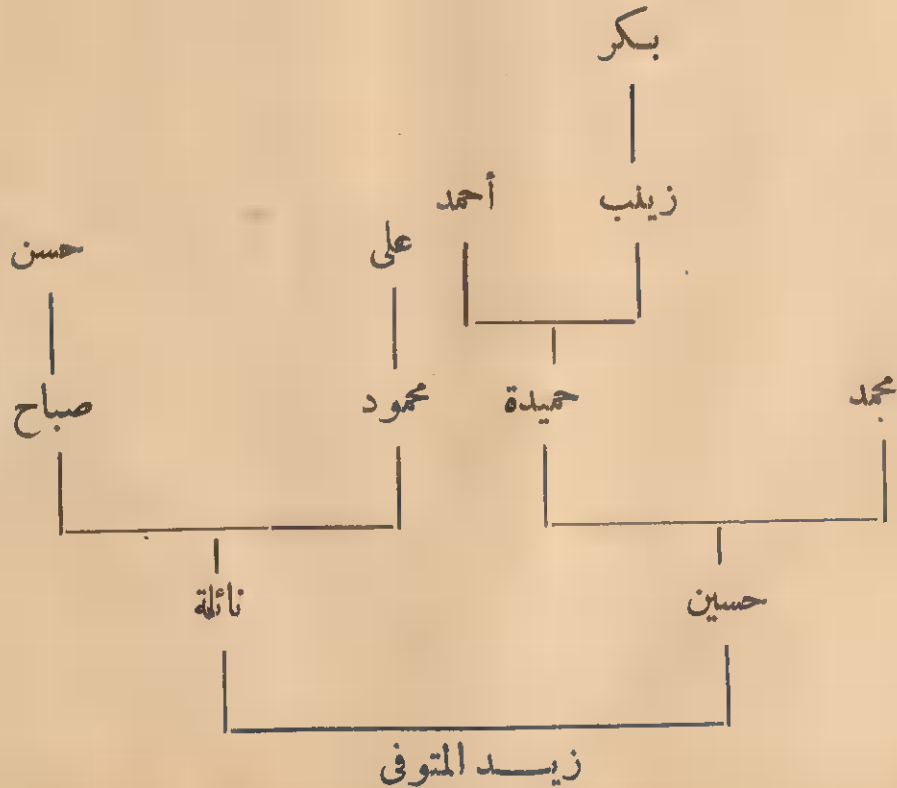 بكر
أحمد زينب
حسن على
صباح محمود حميدة محمد
نائلة حسين
زيد المتوفى